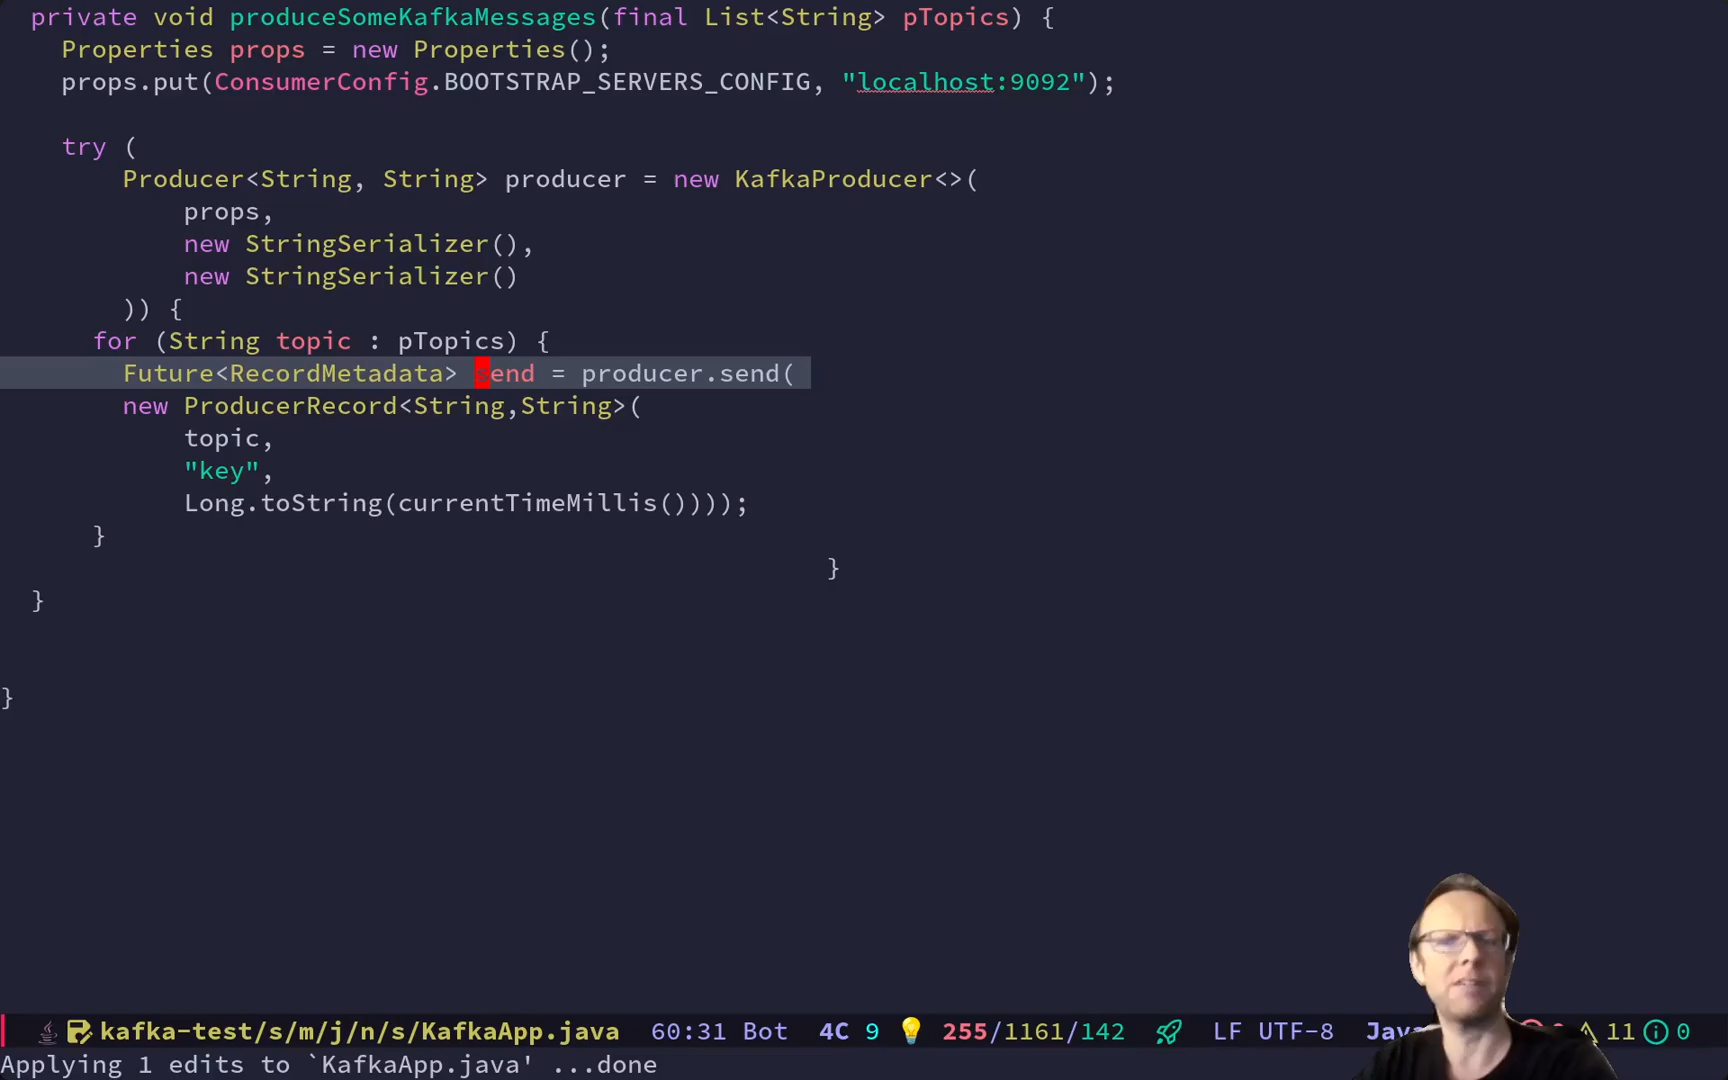 private void produceSomeKafkaMessages(final List<String> pTopics) {
Properties props = new Properties();
props.put(ConsumerConfig.BOOTSTRAP_SERVERS_CONFIG, "localhost:9092");
try (
Producer<String, String> producer = new KafkaProducer<>(
props,
new StringSerializer(),
new StringSerializer()
)) {
for (String topic : pTopics) {
Future<RecordMetadata> send = producer.send(
new ProducerRecord<String,String>(
topic,
"key",
Long.toString(currentTimeMillis())));
}
}
}
}
kafka-test/s/m/j/n/s/KafkaApp.java 60:31 Bot 4C 9 255/1161/142 LF UTF-8 11 0
Applying 1 edits to `KafkaApp.java' ...done